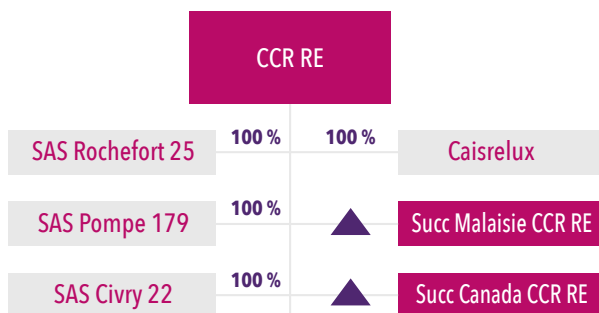 CCR RE
SAS Rochefort 25 100 % 100 % Caisrelux
SAS Pompe 179 100 % Succ Malaisie CCR RE
SAS Civry 22 100 % Succ Canada CCR RE